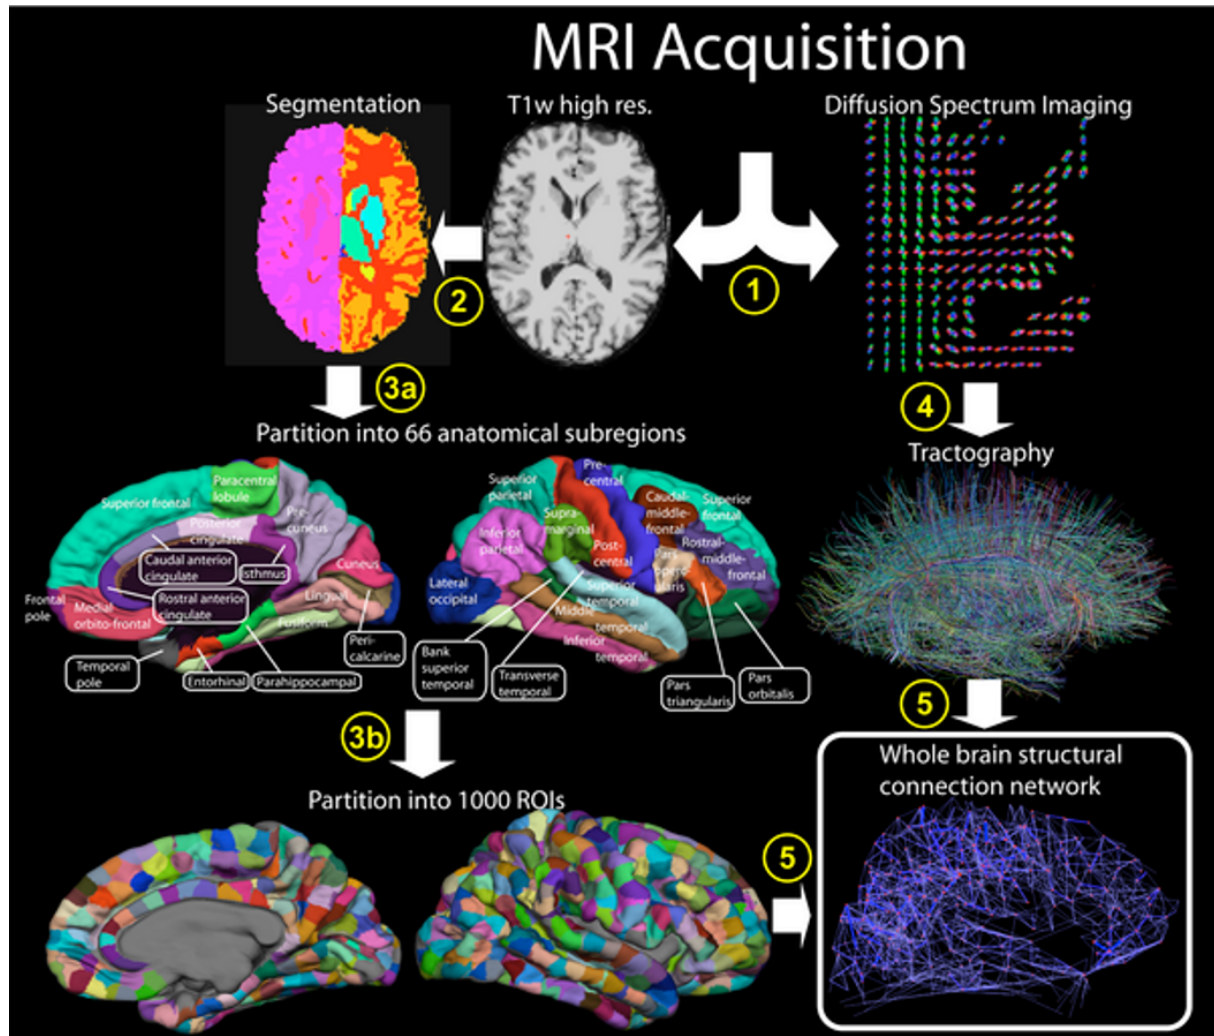 MRI Acquisition
Segmentation
T1w high res.
Diffusion Spectrum Imaging
1
2
3a
4
Partition into 66 anatomical subregions
Tractography
Superior frontal
Paracentral
lobule
Pre-
cuneus
Posterior
cingulate
Caudal anterior
cingulate
Isthmus
Cuneus
Rostral anterior
cingulate
Lingual
Frontal
pole
Medial
orbito-frontal
Fusiform
Peri-
calcarine
Temporal
pole
Entorhinal
Parahippocampal
Superior
parietal
Pre-
central
Caudal-
middle-
frontal
Superior
frontal
Supra-
marginal
Inferior
parietal
Post-
central
Rostral-
middle-
frontal
Pars
opercularis
Lateral
occipital
Superior
temporal
Middle
temporal
Inferior
temporal
Bank
superior
temporal
Transverse
temporal
Pars
triangularis
Pars
orbitalis
3b
5
Whole brain structural
connection network
Partition into 1000 ROIs
5